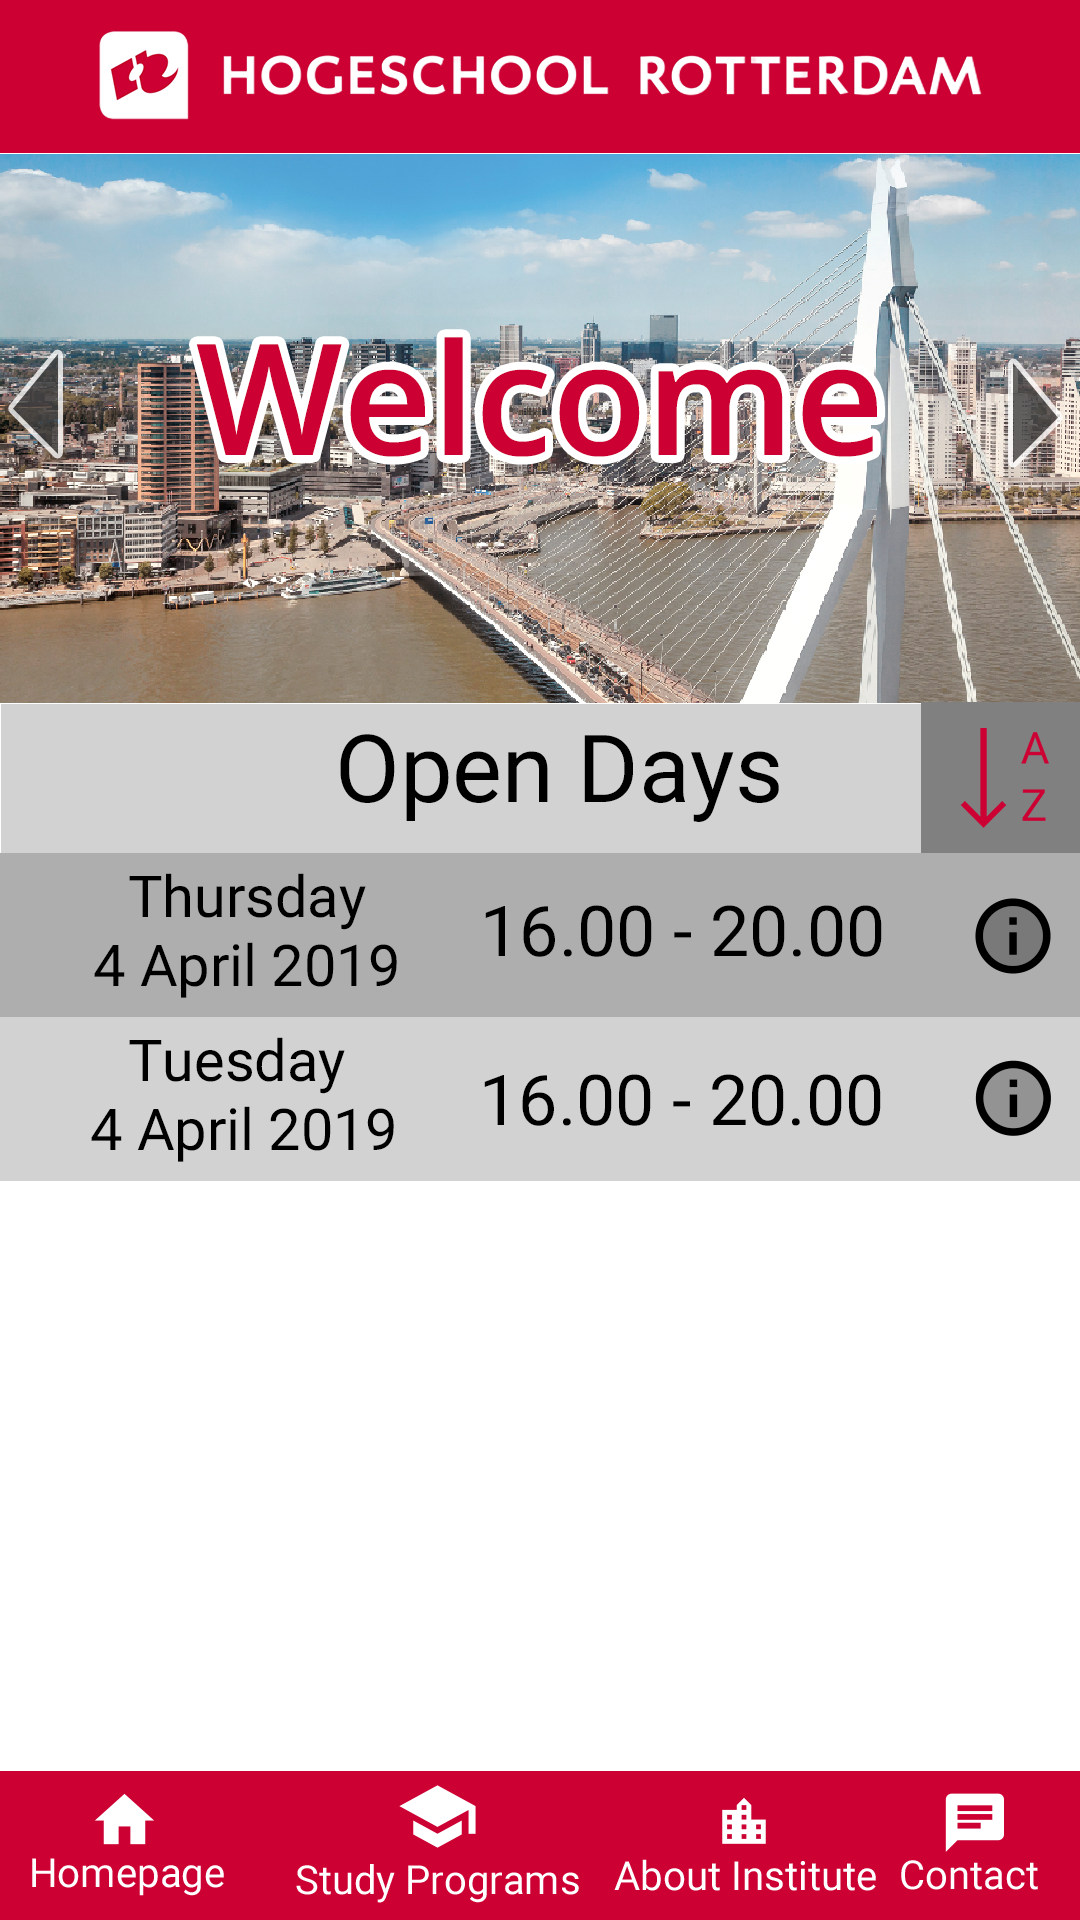 HOGESCHOOL ROTTERDAM
Welcome
Open Days
A
Z
Thursday
4 April 2019
16.00 - 20.00
Tuesday
4 April 2019
16.00 - 20.00
Homepage
Study Programs
About Institute
Contact